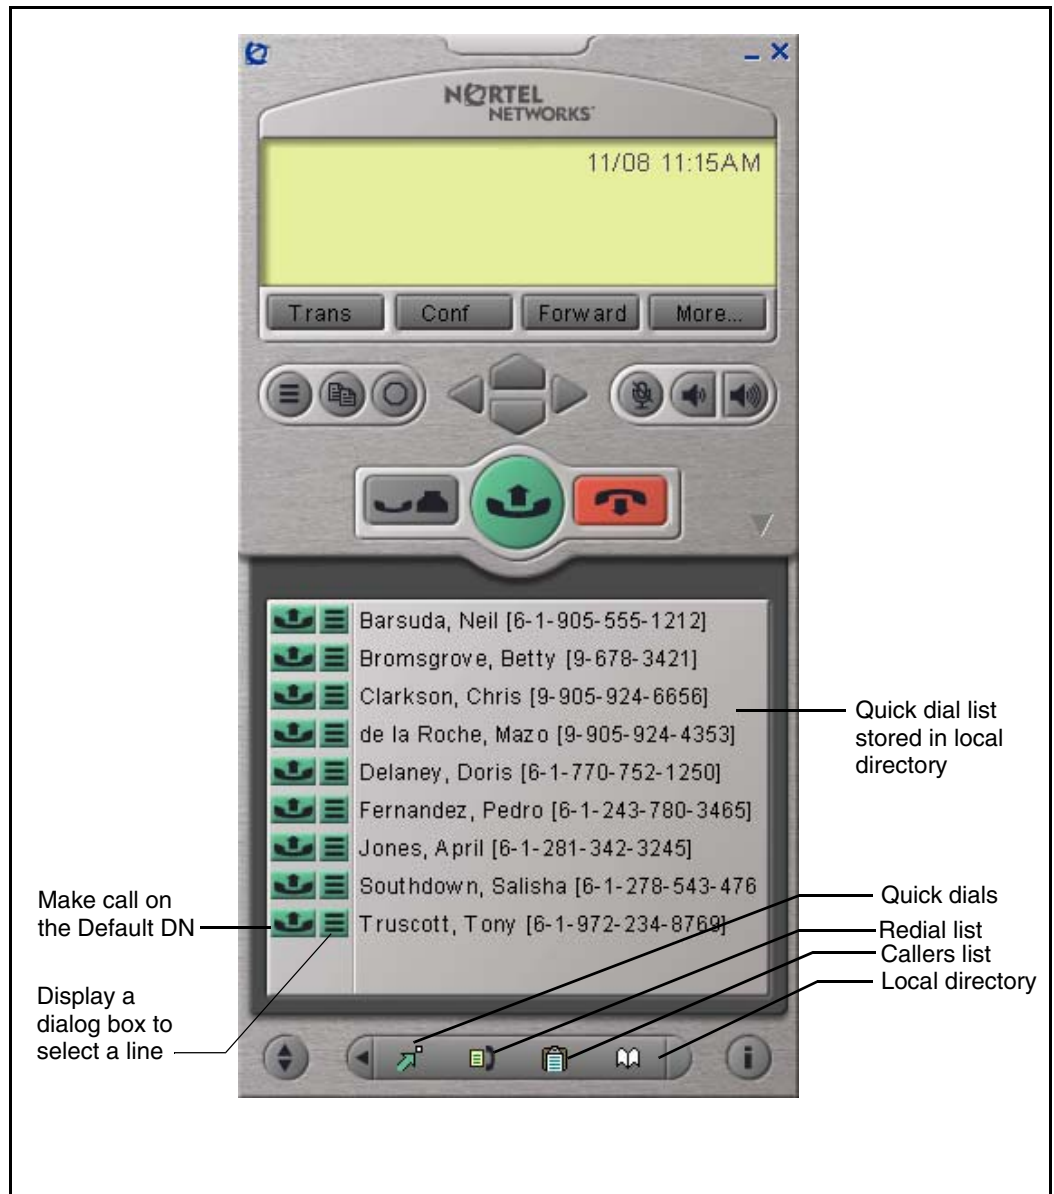 NORTEL
NETWORKS
11/08 11:15AM
Trans
Conf
Forward
More...
Barsuda, Neil [6-1-905-555-1212]
Bromsgrove, Betty [9-678-3421]
Clarkson, Chris [9-905-924-6656]
de la Roche, Mazo [9-905-924-4353]
Delaney, Doris [6-1-770-752-1250]
Fernandez, Pedro [6-1-243-780-3465]
Jones, April [6-1-281-342-3245]
Southdown, Salisha [6-1-278-543-476
Truscott, Tony [6-1-972-234-8769]
Quick dial list
stored in local
directory
Make call on
the Default DN
Display a
dialog box to
select a line
Quick dials
Redial list
Callers list
Local directory
i